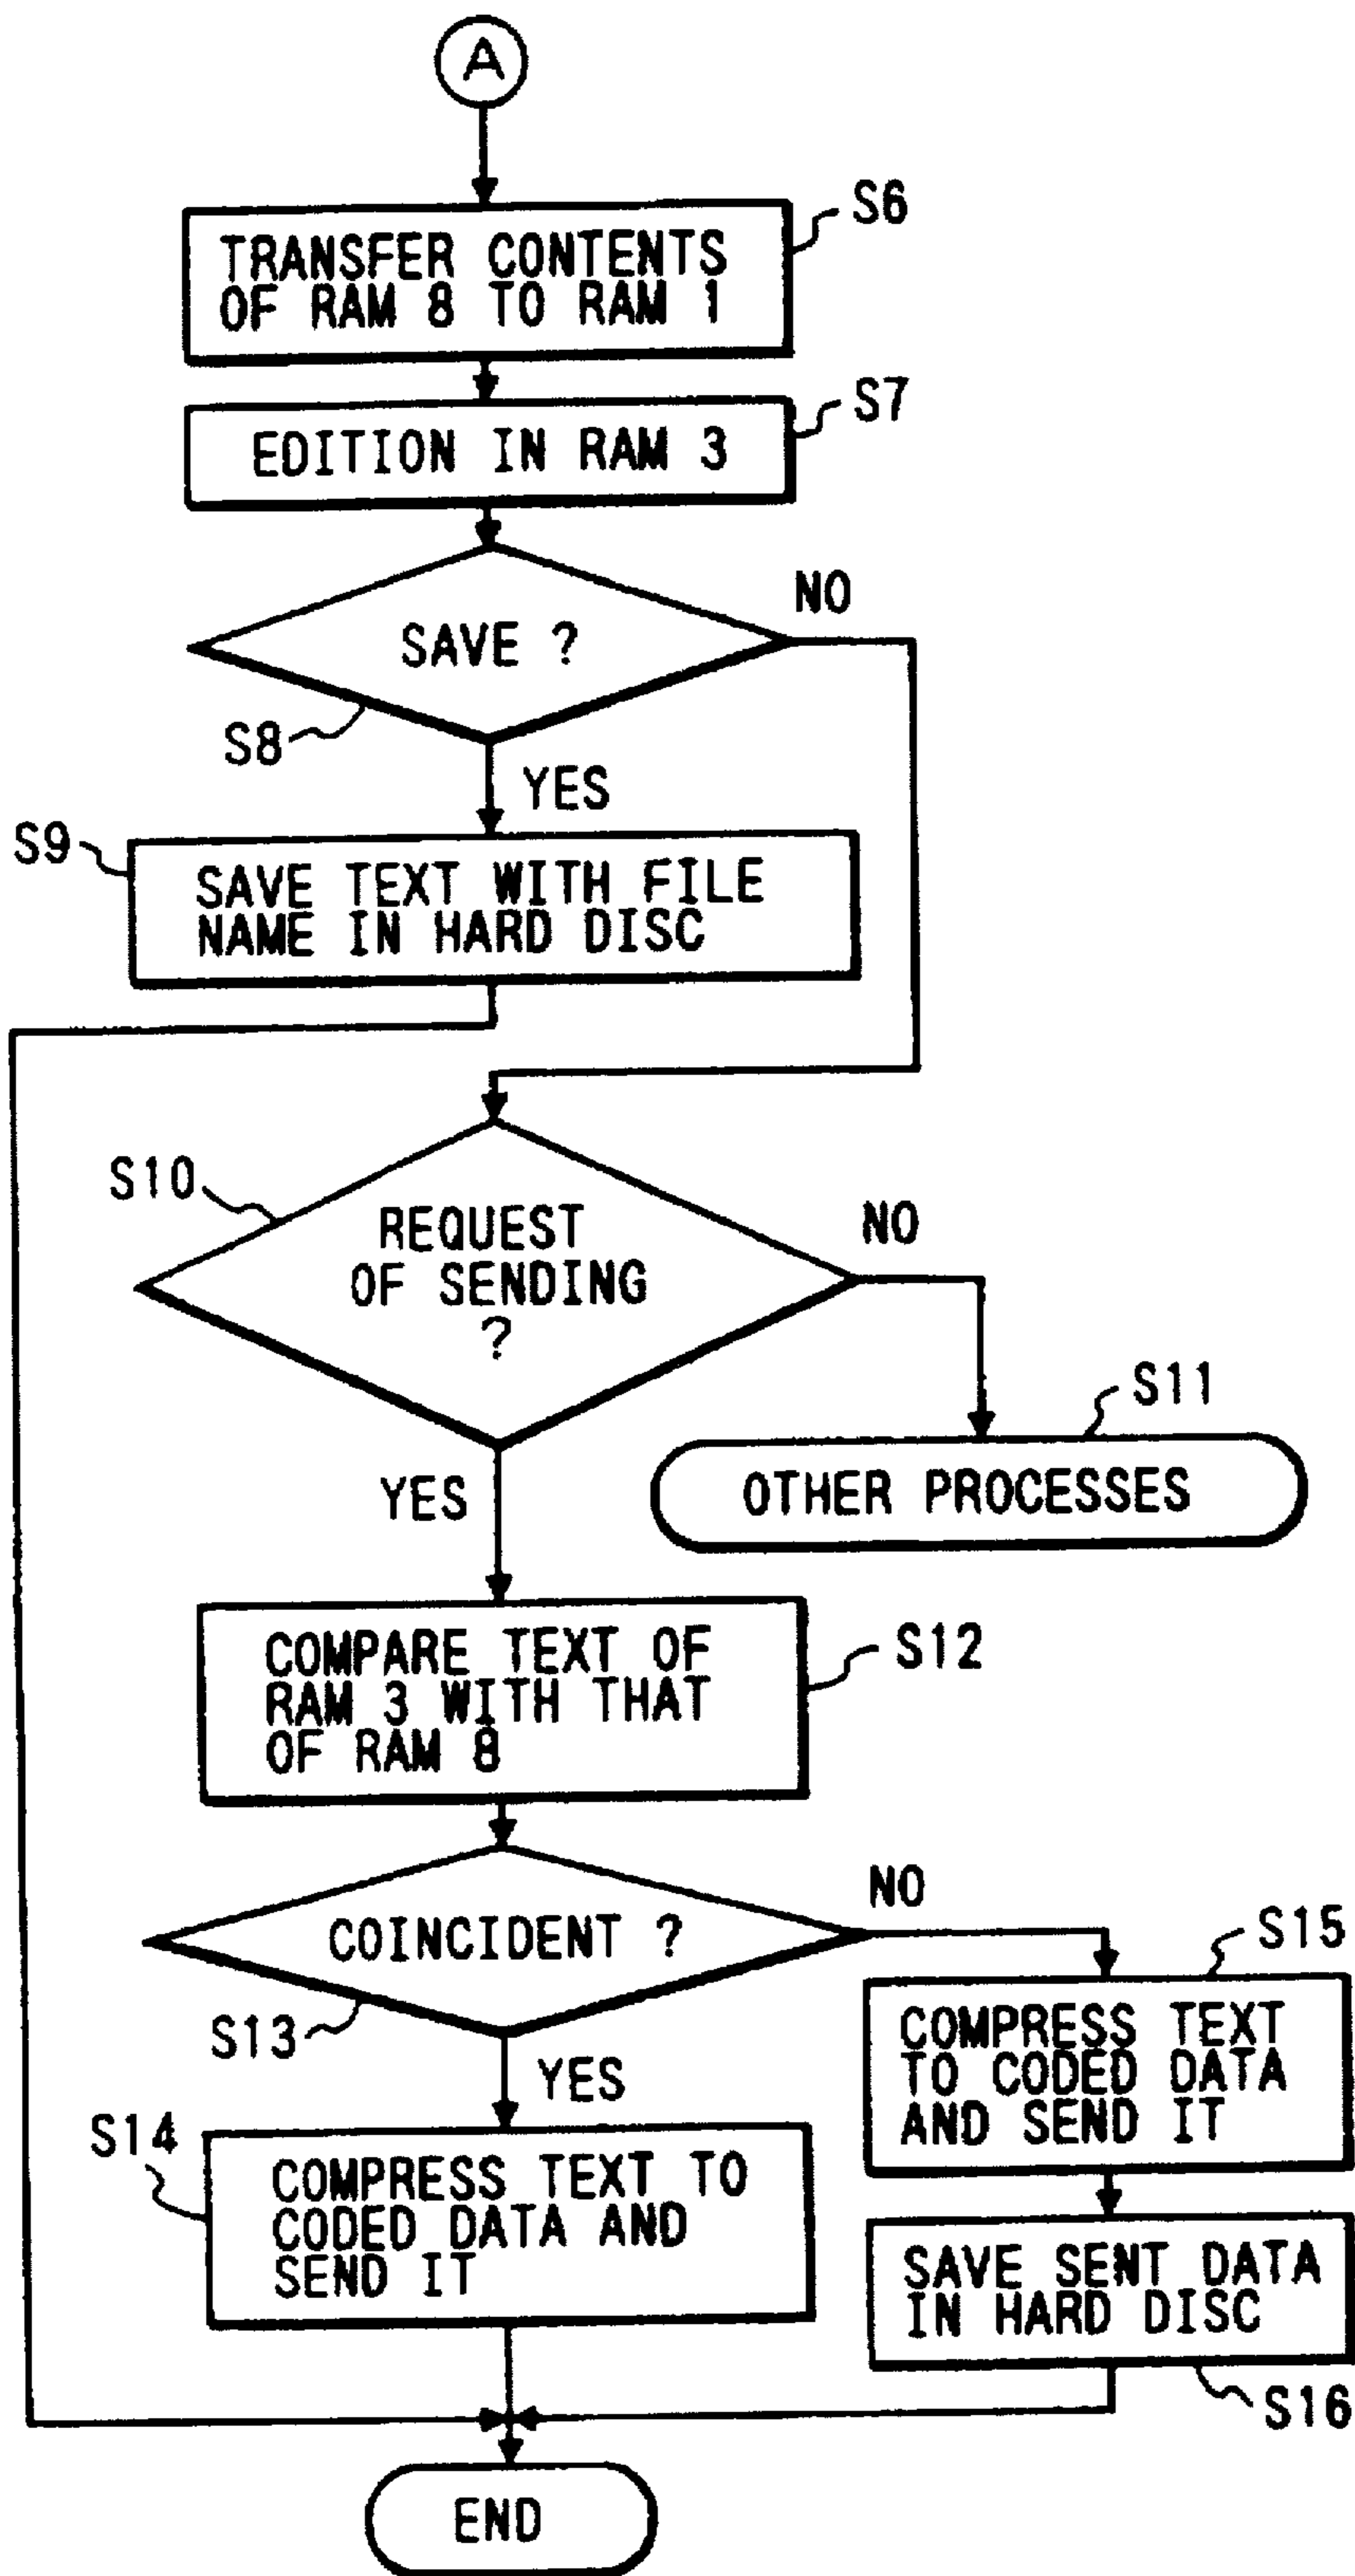 A
S6
TRANSFER CONTENTS
OF RAM 8 TO RAM 1
S7
EDITION IN RAM 3
SAVE ?
NO
S8
YES
S9
SAVE TEXT WITH FILE
NAME IN HARD DISC
S10
REQUEST
OF SENDING
?
NO
S11
OTHER PROCESSES
YES
S12
COMPARE TEXT OF
RAM 3 WITH THAT
OF RAM 8
COINCIDENT ?
NO
S13
YES
S15
COMPRESS TEXT
TO CODED DATA
AND SEND IT
S14
COMPRESS TEXT TO
CODED DATA AND
SEND IT
SAVE SENT DATA
IN HARD DISC
S16
END